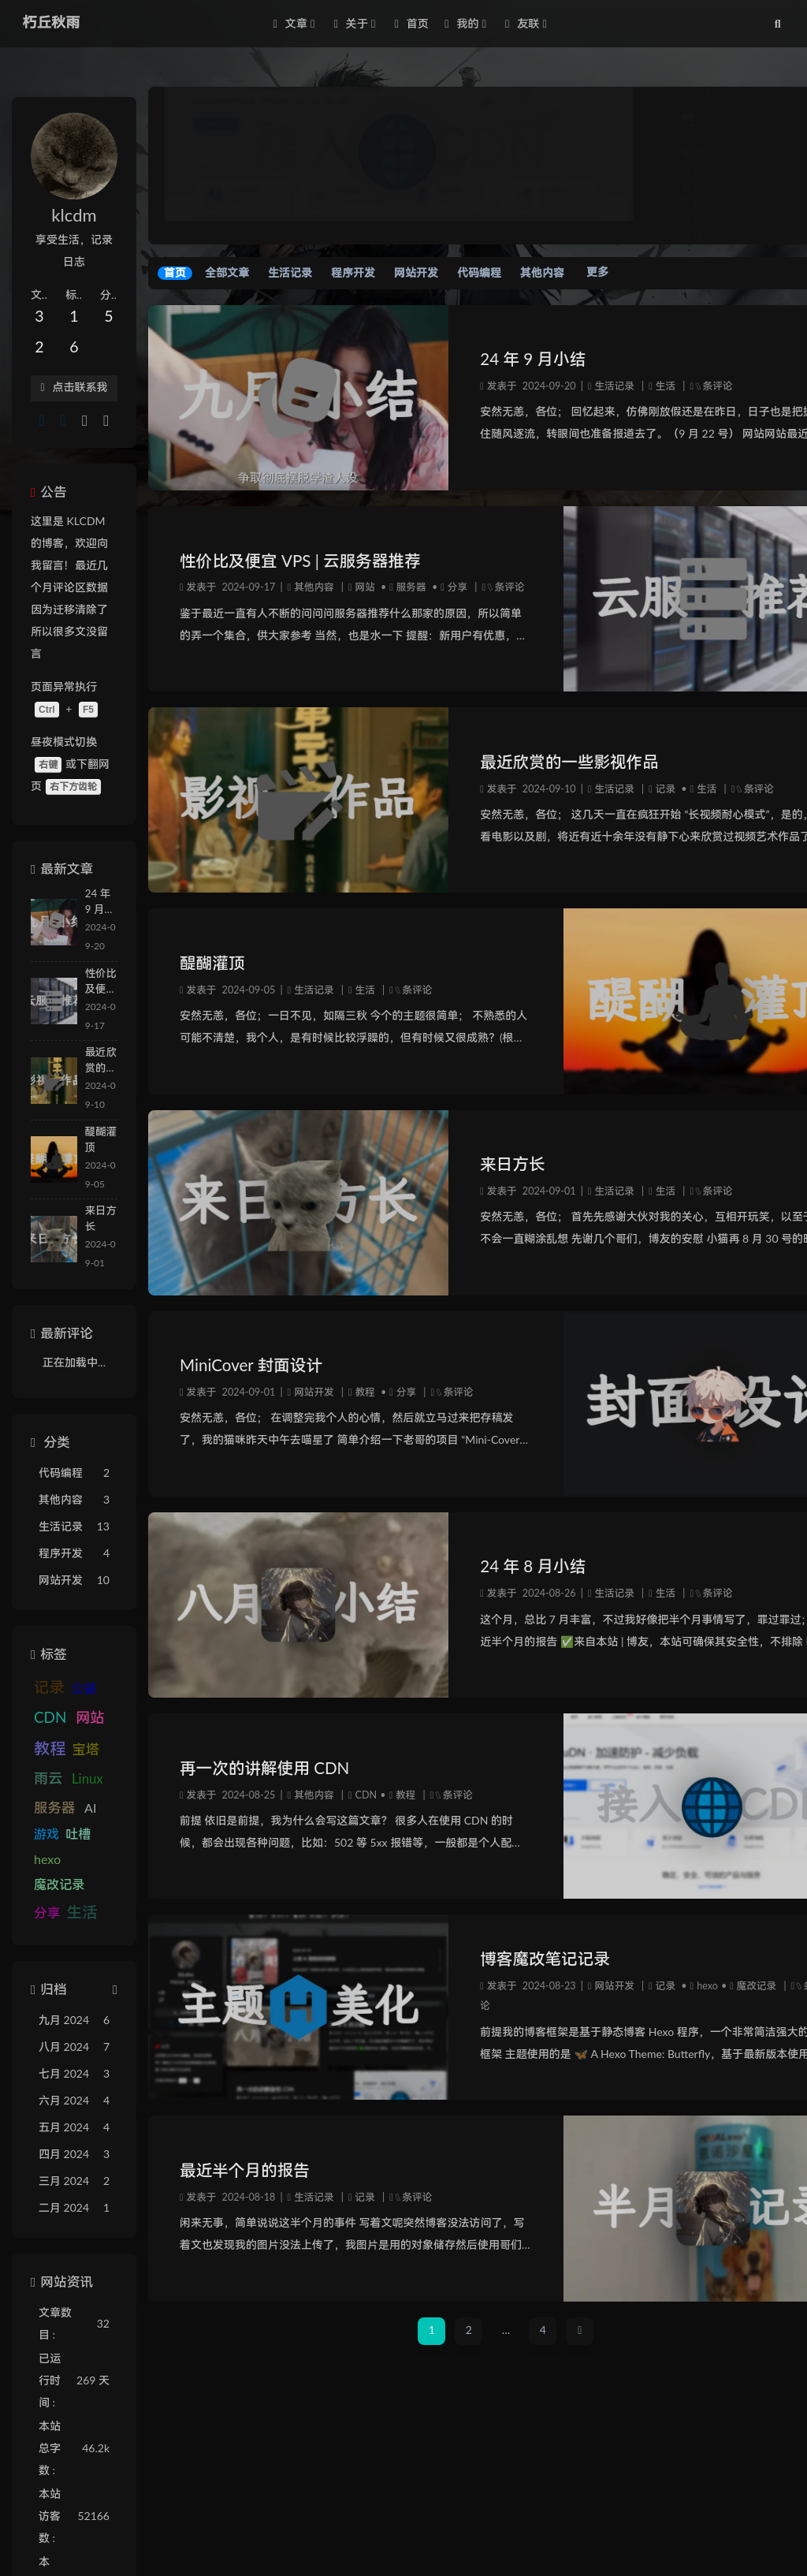 朽丘秋雨
文章 关于 首页 我的 友联
klcdm
享受生活，记录
日志
文.. 标.. 分..
3 1 5
2 6
点击联系我
公告
这里是 KLCDM
的博客，欢迎向
我留言！最近几
个月评论区数据
因为迁移清除了
所以很多文没留
言
页面异常执行
Ctrl + F5
昼夜模式切换
右键 或下翻网
页 右下方齿轮
最新文章
24 年
9 月...
2024-0
9-20
性价比
及便...
2024-0
9-17
最近欣
赏的...
2024-0
9-10
醍醐灌
顶
2024-0
9-05
来日方
长
2024-0
9-01
最新评论
正在加载中...
分类
代码编程 2
其他内容 3
生活记录 13
程序开发 4
网站开发 10
标签
记录
CDN 网站
教程 宝塔
雨云 Linux
服务器 AI
游戏 吐槽
hexo
魔改记录
分享 生活
归档
九月 2024 6
八月 2024 7
七月 2024 3
六月 2024 4
五月 2024 4
四月 2024 3
三月 2024 2
二月 2024 1
网站资讯
文章数
目 : 32
已运
行时 269 天
间 :
本站
总字 46.2k
数 :
本站
访客 52166
数 :
本
首页 全部文章 生活记录 程序开发 网站开发 代码编程 其他内容 更多
九月小结
争取彻底摆脱学渣人设
24 年 9 月小结
发表于 2024-09-20 | 生活记录 | 生活 | 条评论
安然无恙，各位； 回忆起来，仿佛刚放假还是在昨日，日子也是把握
住随风逐流，转眼间也准备报道去了。（9 月 22 号） 网站网站最近
性价比及便宜 VPS | 云服务器推荐
发表于 2024-09-17 | 其他内容 | 网站 • 服务器 • 分享 | 条评论
鉴于最近一直有人不断的问问问服务器推荐什么那家的原因，所以简单
的弄一个集合，供大家参考 当然，也是水一下 提醒：新用户有优惠，...
云服 推荐
影视 作品
最近欣赏的一些影视作品
发表于 2024-09-10 | 生活记录 | 记录 • 生活 | 条评论
安然无恙，各位； 这几天一直在疯狂开始 “长视频耐心模式”，是的，
看电影以及剧，将近有近十余年没有静下心来欣赏过视频艺术作品了
醍醐灌顶
发表于 2024-09-05 | 生活记录 | 生活 | 条评论
安然无恙，各位；一日不见，如隔三秋 今个的主题很简单； 不熟悉的人
可能不清楚，我个人，是有时候比较浮躁的，但有时候又很成熟？(根...
醍醐 灌顶
来日方长
来日方长
发表于 2024-09-01 | 生活记录 | 生活 | 条评论
安然无恙，各位； 首先先感谢大伙对我的关心，互相开玩笑，以至于
不会一直糊涂乱想 先谢几个哥们，博友的安慰 小猫再 8 月 30 号的时
MiniCover 封面设计
发表于 2024-09-01 | 网站开发 | 教程 • 分享 | 条评论
安然无恙，各位； 在调整完我个人的心情，然后就立马过来把存稿发
了，我的猫咪昨天中午去喵星了 简单介绍一下老哥的项目 “Mini-Cover...
封面 设计
八月 小结
24 年 8 月小结
发表于 2024-08-26 | 生活记录 | 生活 | 条评论
这个月，总比 7 月丰富，不过我好像把半个月事情写了，罪过罪过；
近半个月的报告 ✅来自本站 | 博友，本站可确保其安全性，不排除
再一次的讲解使用 CDN
发表于 2024-08-25 | 其他内容 | CDN • 教程 | 条评论
前提 依旧是前提，我为什么会写这篇文章？ 很多人在使用 CDN 的时
候，都会出现各种问题，比如：502 等 5xx 报错等，一般都是个人配...
DN · 加速防护 - 减少负载
接入 CDN
稳定、安全、可信的产品与服务
主题 美化
博客魔改笔记记录
发表于 2024-08-23 | 网站开发 | 记录 • hexo • 魔改记录 | 条评
论
前提我的博客框架是基于静态博客 Hexo 程序，一个非常简洁强大的
框架 主题使用的是 🦋 A Hexo Theme: Butterfly，基于最新版本使用
最近半个月的报告
发表于 2024-08-18 | 生活记录 | 记录 | 条评论
闲来无事，简单说说这半个月的事件 写着文呢突然博客没法访问了，写
着文也发现我的图片没法上传了，我图片是用的对象储存然后使用哥们...
半月 记录
1 2 ... 4